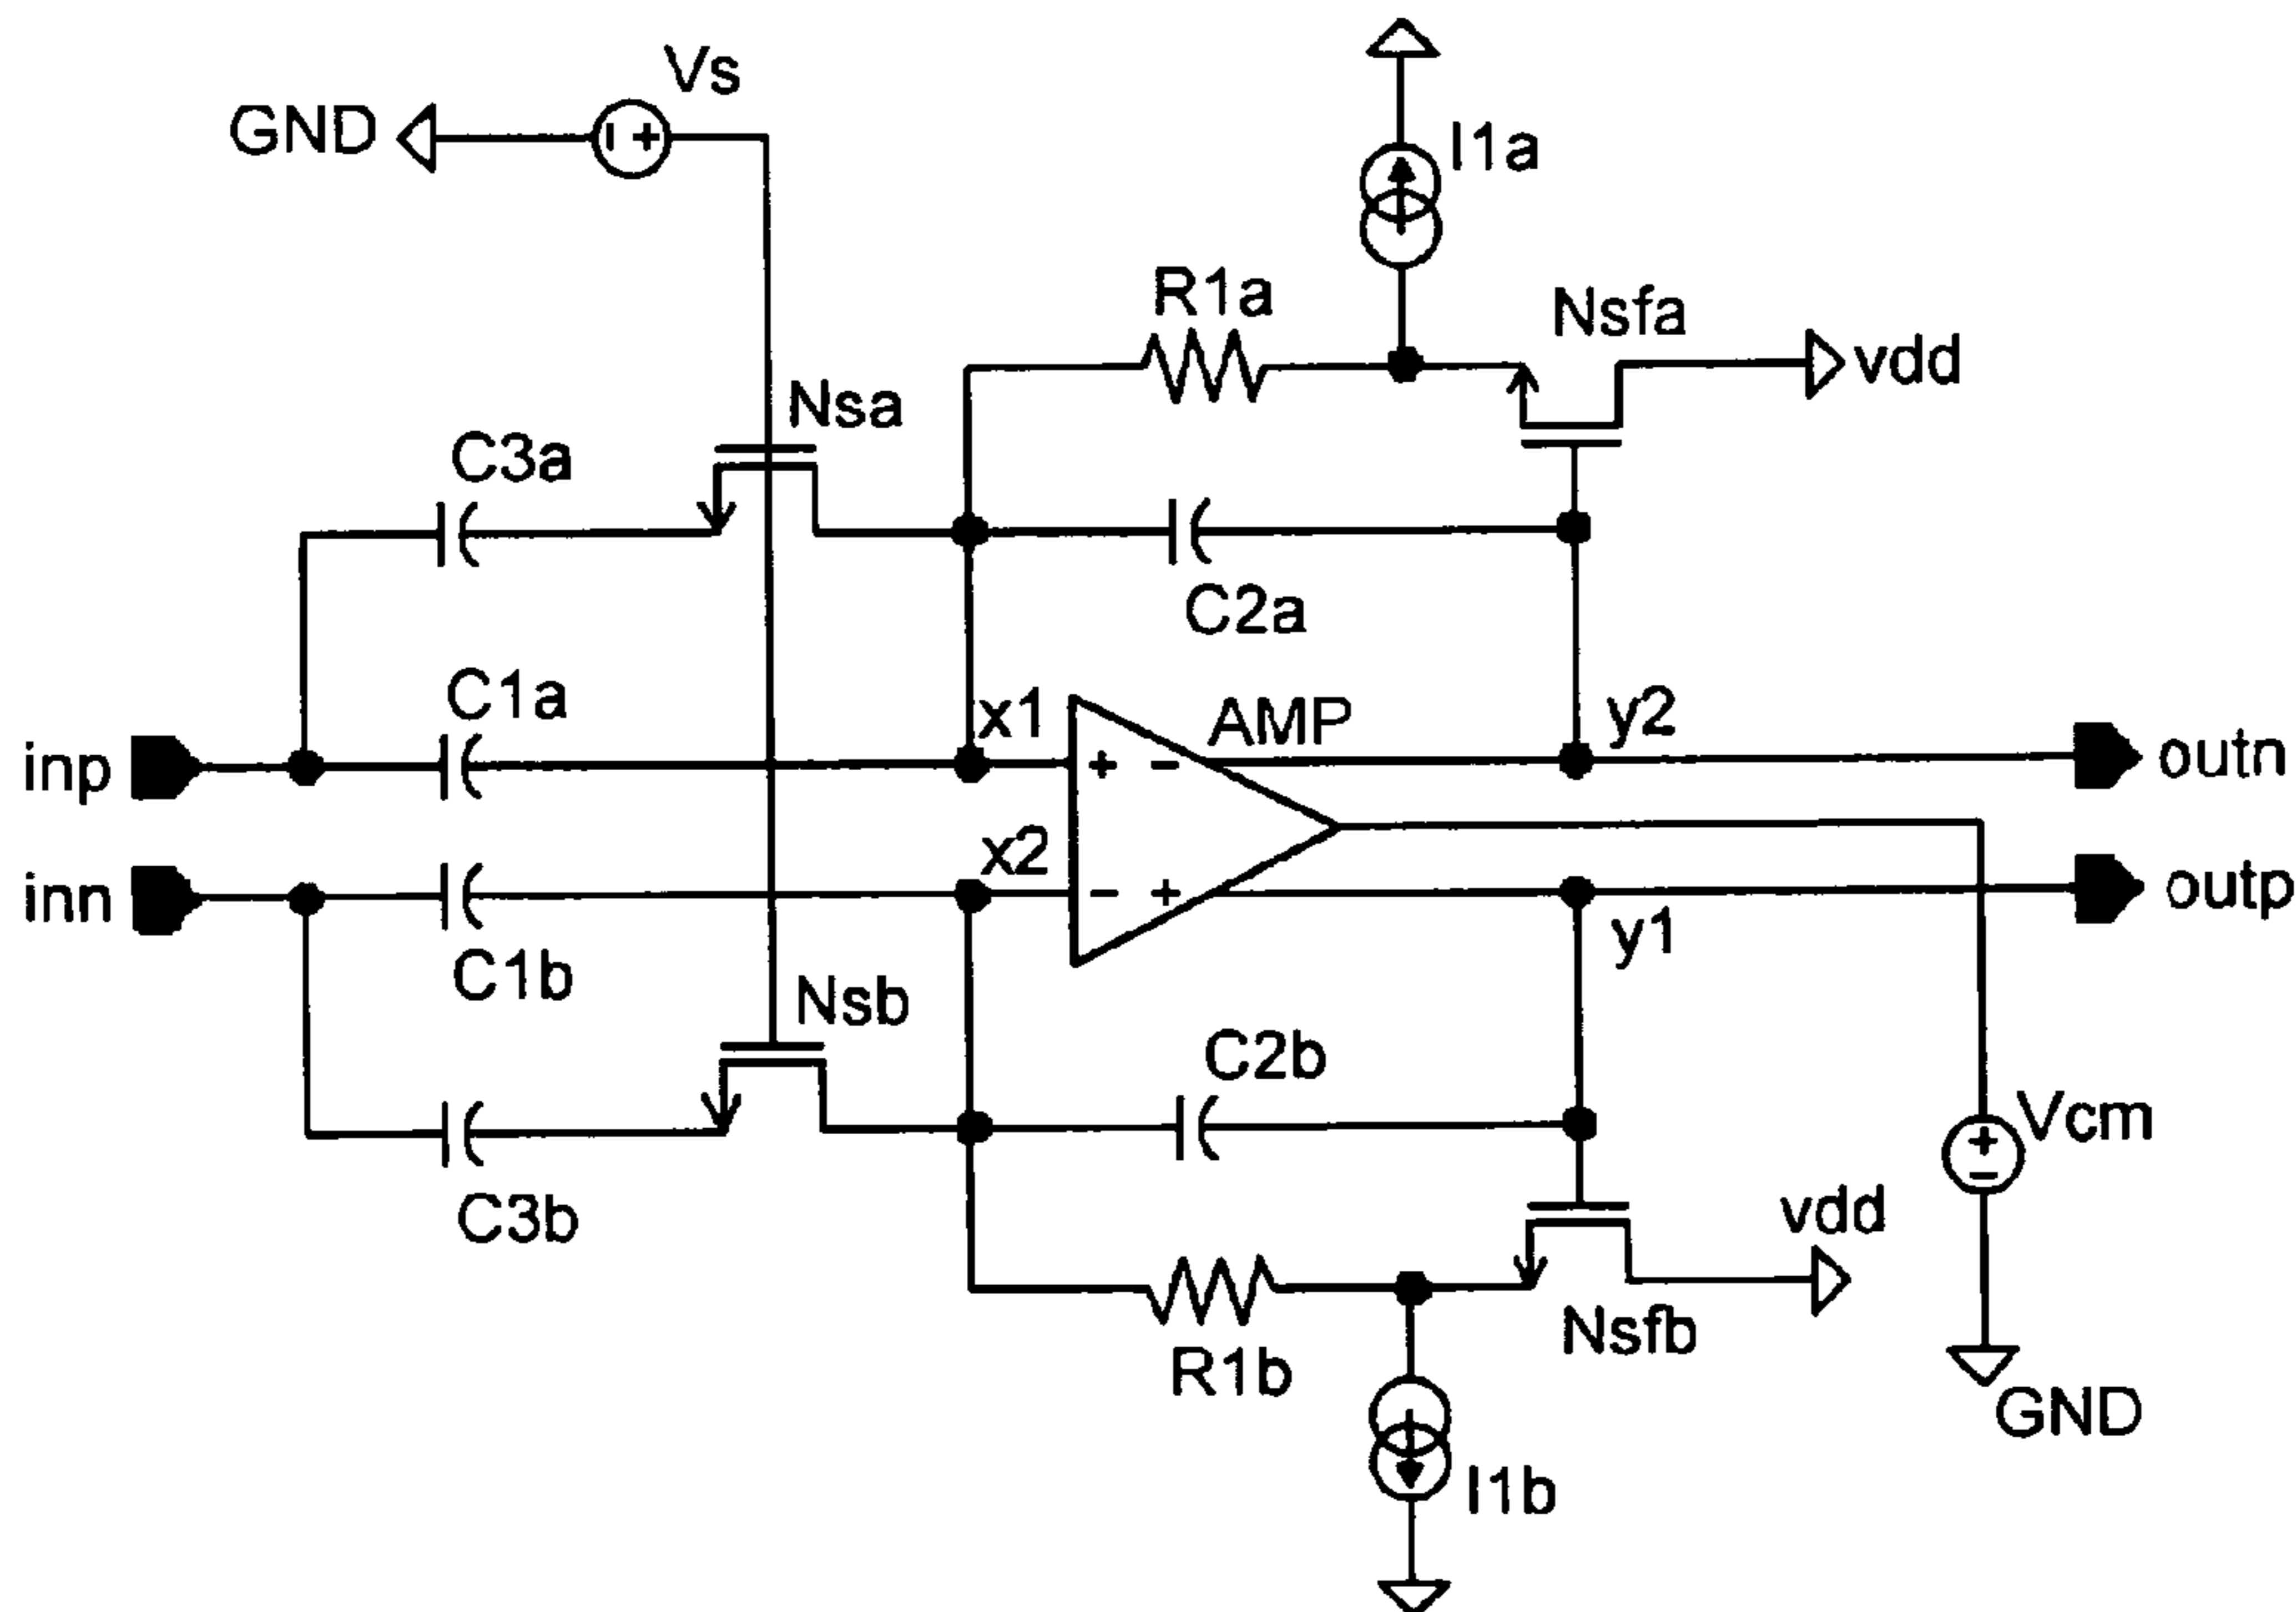 Vs
GND
I1a
R1a
Nsfa
vdd
Nsa
C3a
C2a
C1a
x1
AMP
y2
inp
+ -
outn
x2
inn
- +
outp
y1
C1b
Nsb
C2b
Vcm
vdd
C3b
Nsfb
R1b
GND
I1b